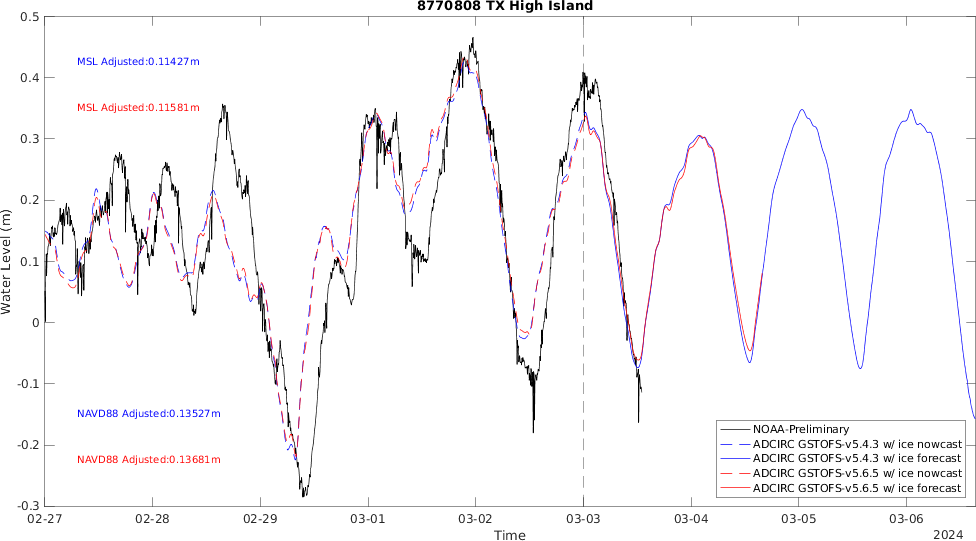 8770808 TX High Island
0.5
0.4
0.3
0.2
0.1
0
-0.1
-0.2
-0.3
Water Level (m)
MSL Adjusted:0.11427m
MSL Adjusted:0.11581m
NAVD88 Adjusted:0.13527m
NAVD88 Adjusted:0.13681m
NOAA-Preliminary
ADCIRC GSTOFS-v5.4.3 w/ ice nowcast
ADCIRC GSTOFS-v5.4.3 w/ ice forecast
ADCIRC GSTOFS-v5.6.5 w/ ice nowcast
ADCIRC GSTOFS-v5.6.5 w/ ice forecast
02-27 02-28 02-29 03-01 03-02 03-03 03-04 03-05 03-06
Time
2024